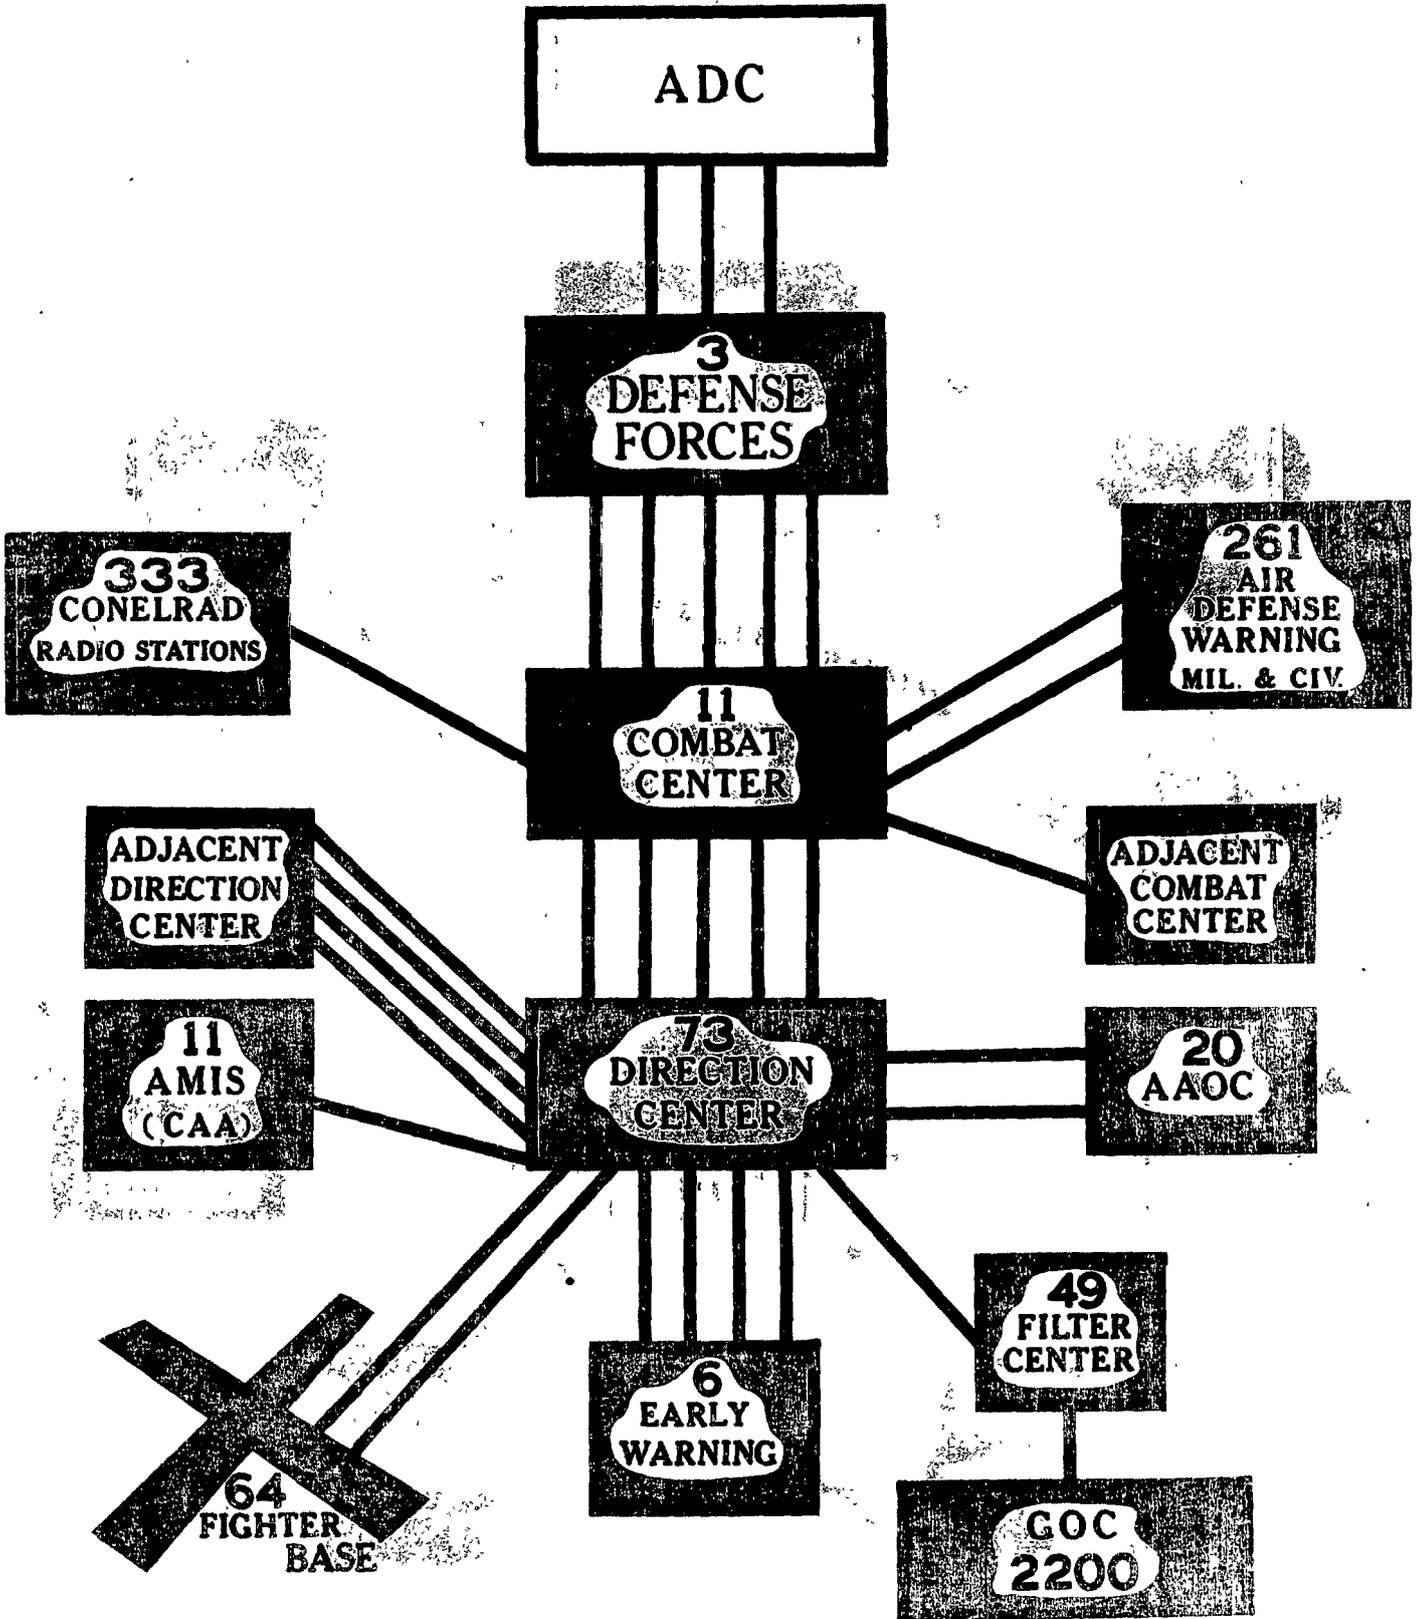 ADC
3
DEFENSE
FORCES
333
CONELRAD
RADIO STATIONS
261
AIR
DEFENSE
WARNING
MIL. & CIV.
11
COMBAT
CENTER
ADJACENT
DIRECTION
CENTER
ADJACENT
COMBAT
CENTER
11
AMIS
(CAA)
73
DIRECTION
CENTER
20
AAOC
49
FILTER
CENTER
6
EARLY
WARNING
64
FIGHTER
BASE
GOC
2200